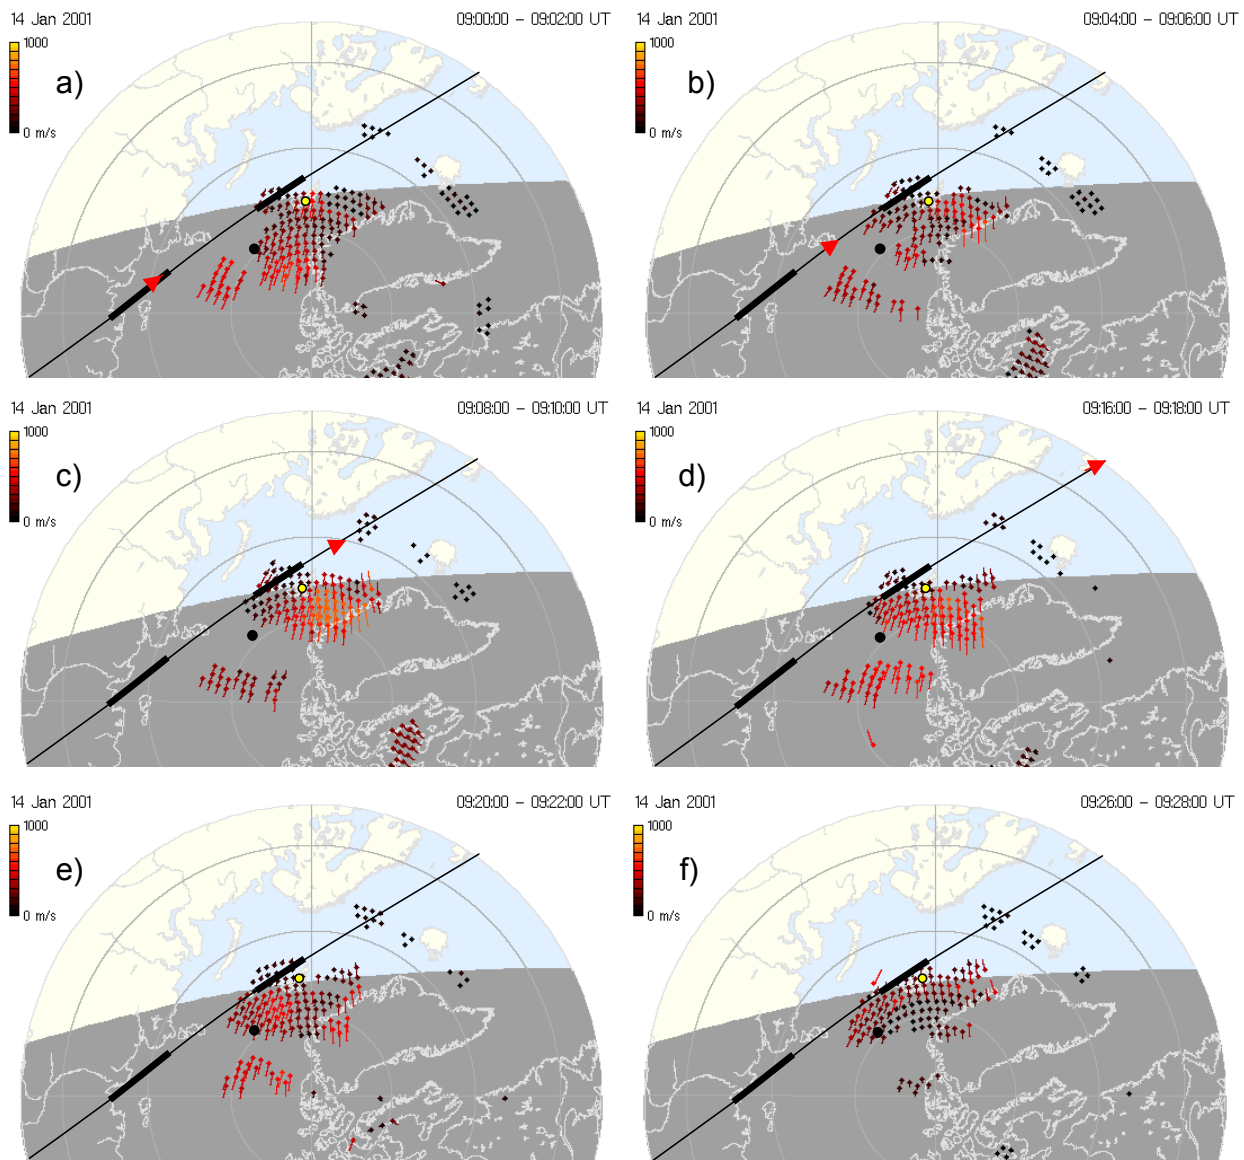 14 Jan 2001 09:00:00 - 09:02:00 UT
1000
a)
0 m/s
14 Jan 2001 09:04:00 - 09:06:00 UT
1000
b)
0 m/s
14 Jan 2001 09:08:00 - 09:10:00 UT
1000
c)
0 m/s
14 Jan 2001 09:16:00 - 09:18:00 UT
1000
d)
0 m/s
14 Jan 2001 09:20:00 - 09:22:00 UT
1000
e)
0 m/s
14 Jan 2001 09:26:00 - 09:28:00 UT
1000
f)
0 m/s